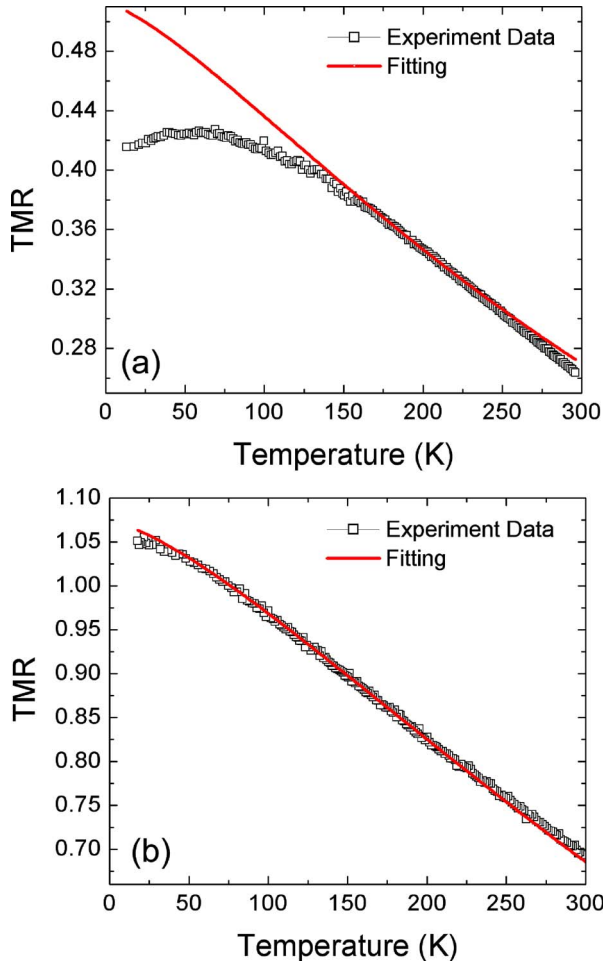 (a)
0.48
0.44
0.40
0.36
0.32
0.28
TMR
Experiment Data
Fitting
(a)
0 50 100 150 200 250 300
Temperature (K)
1.10
1.05
1.00
0.95
0.90
0.85
0.80
0.75
0.70
TMR
Experiment Data
Fitting
(b)
0 50 100 150 200 250 300
Temperature (K)